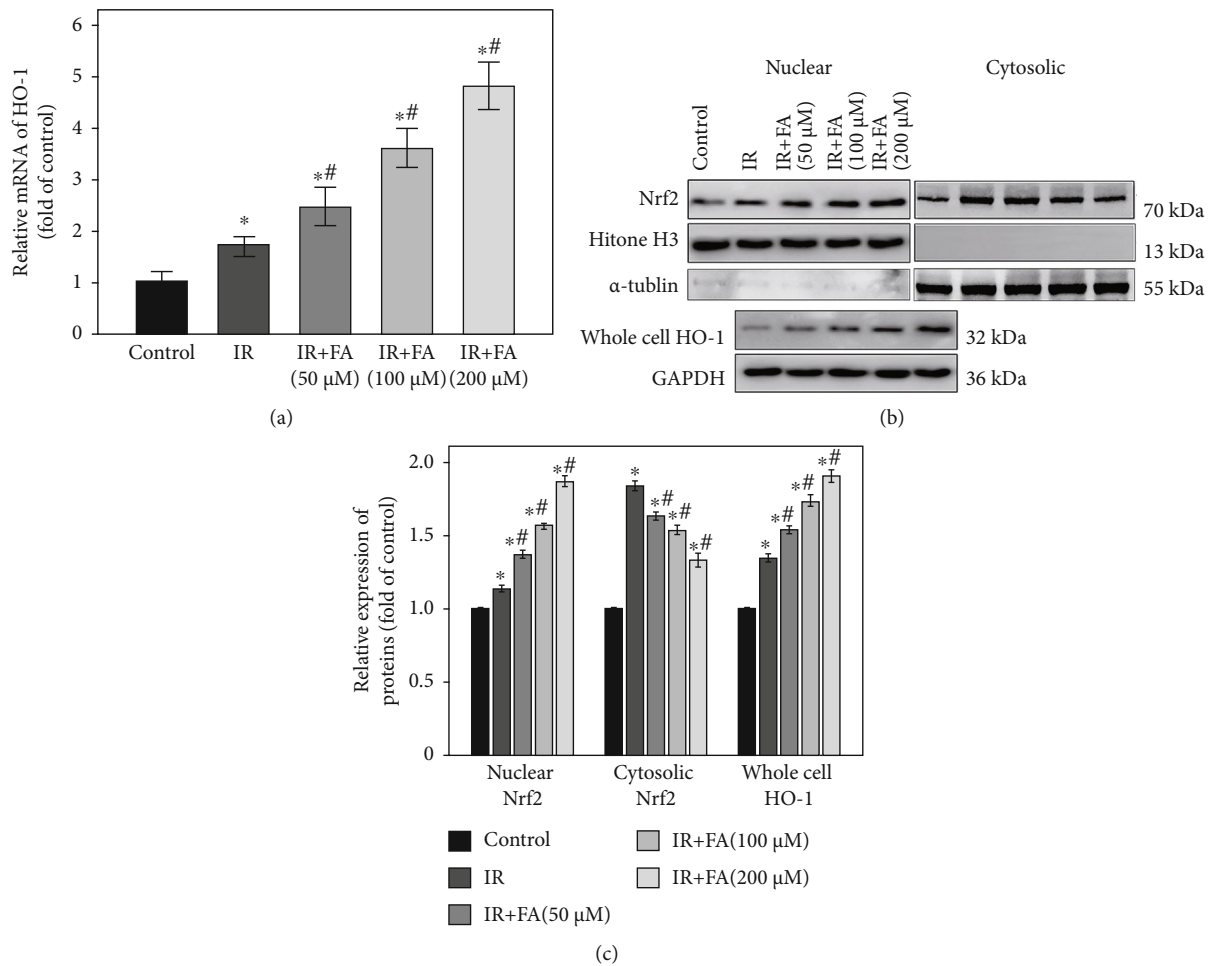 Relative mRNA of HO-1
(fold of control)
6
5
4
3
2
1
0
*
*#
*#
*#
Control
IR
IR+FA
(50 μM)
IR+FA
(100 μM)
IR+FA
(200 μM)
(a)
Nuclear
Cytosolic
Control
IR
IR+FA
(50 μM)
IR+FA
(100 μM)
IR+FA
(200 μM)
Nrf2
70 kDa
Hitone H3
13 kDa
α-tublin
55 kDa
Whole cell HO-1
32 kDa
GAPDH
36 kDa
(b)
Relative expression of
proteins (fold of control)
2.0
1.5
1.0
0.5
0
*
*#
*#
*#
*
*#
*#
*#
*
*#
*#
*#
Nuclear
Nrf2
Cytosolic
Nrf2
Whole cell
HO-1
Control
IR
IR+FA(50 μM)
IR+FA(100 μM)
IR+FA(200 μM)
(c)